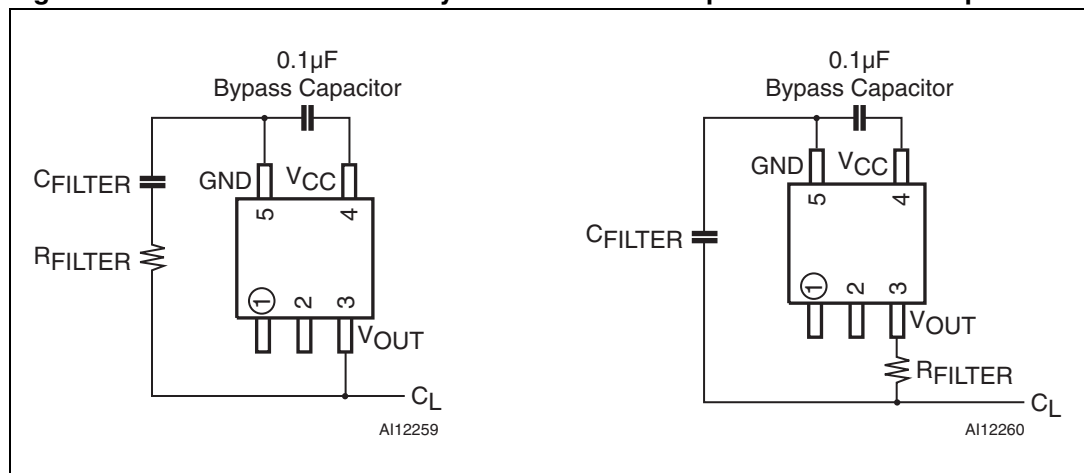 0.1µF
Bypass Capacitor
CFILTER
GND
VCC
5
4
RFILTER
1
2
3
VOUT
CL
AI12259
0.1µF
Bypass Capacitor
GND
VCC
5
4
CFILTER
1
2
3
VOUT
RFILTER
CL
AI12260